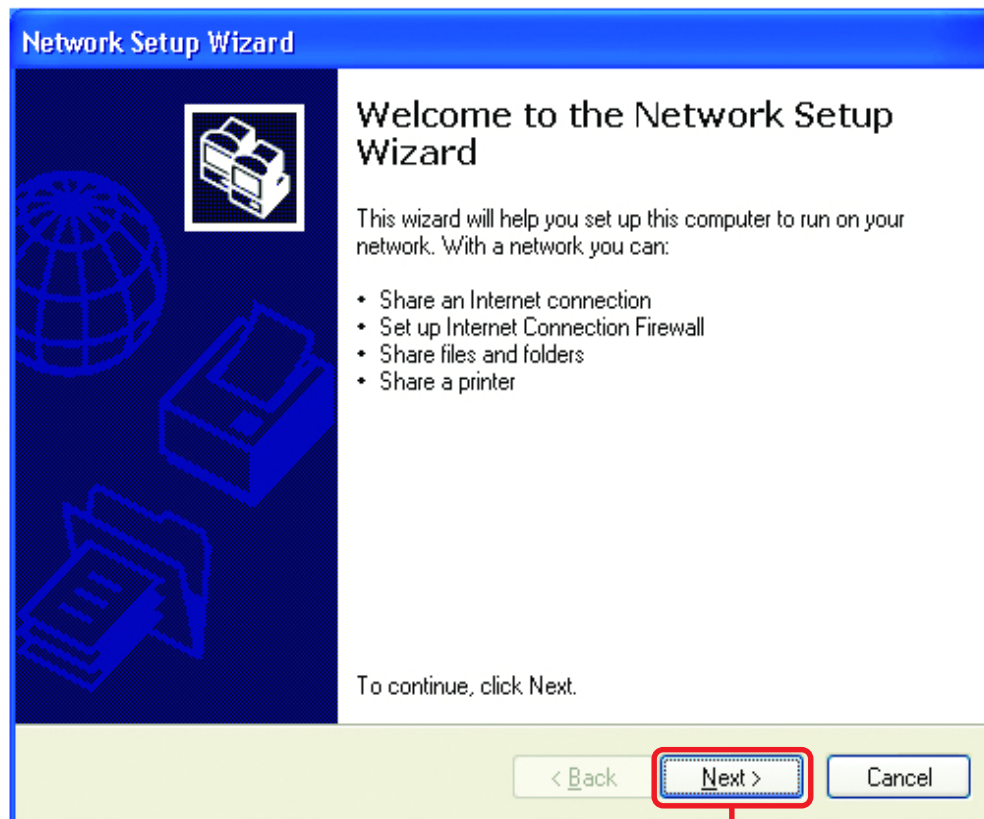 Network Setup Wizard
Welcome to the Network Setup
Wizard
This wizard will help you set up this computer to run on your
network. With a network you can:
• Share an Internet connection
• Set up Internet Connection Firewall
• Share files and folders
• Share a printer
To continue, click Next.
< Back
Next >
Cancel